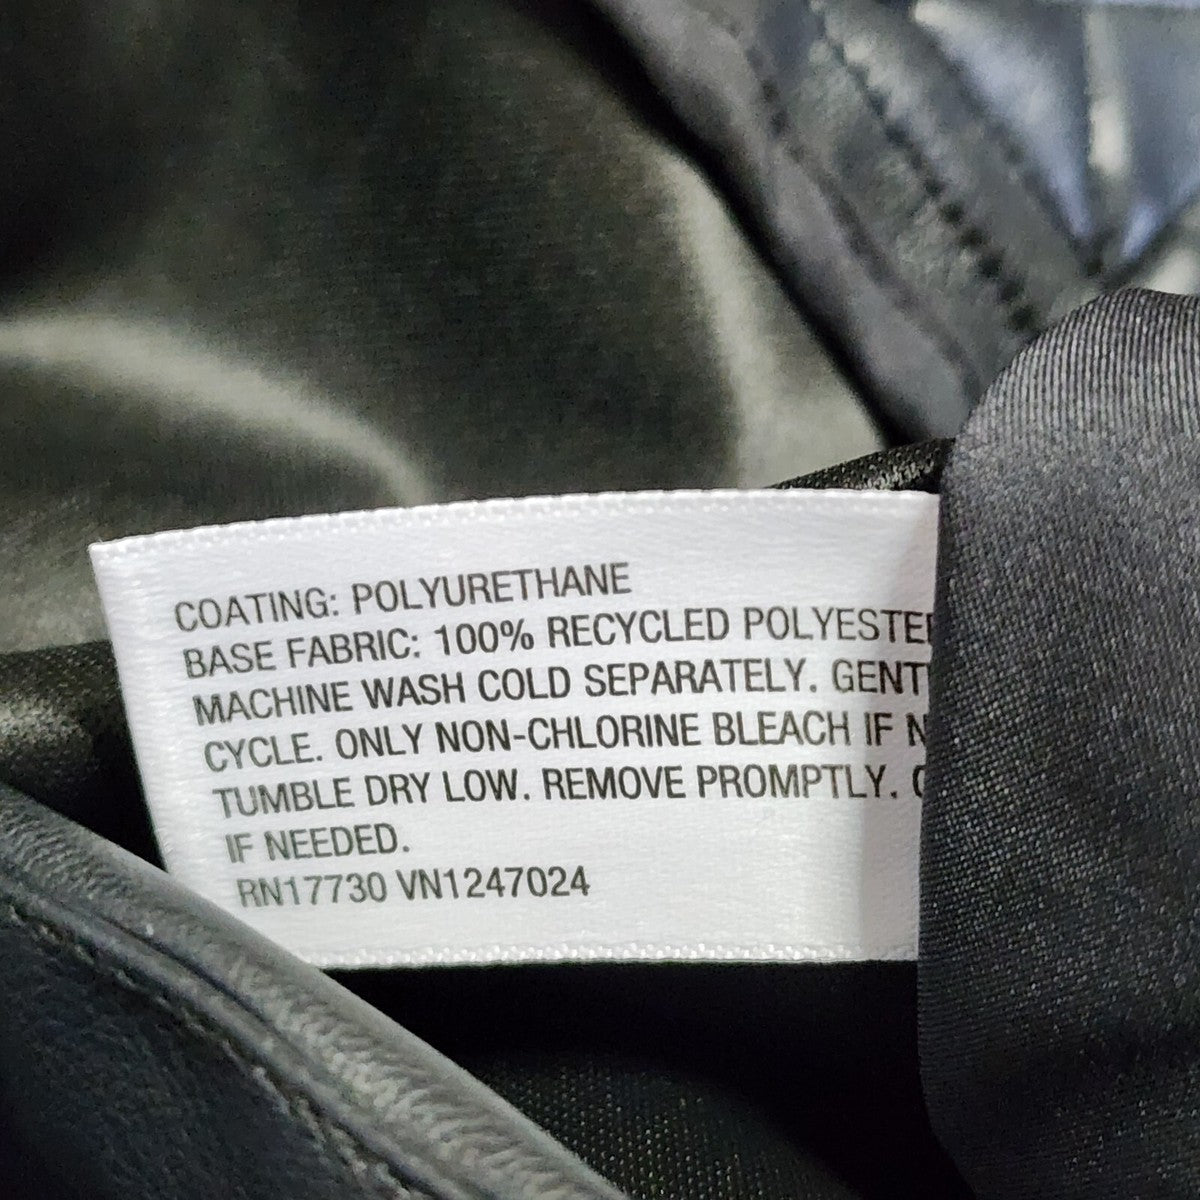 COATING: POLYURETHANE
BASE FABRIC: 100% RECYCLED POLYESTER
MACHINE WASH COLD SEPARATELY. GENT
CYCLE. ONLY NON-CHLORINE BLEACH IF N
TUMBLE DRY LOW. REMOVE PROMPTLY.
IF NEEDED.
RN17730 VN1247024